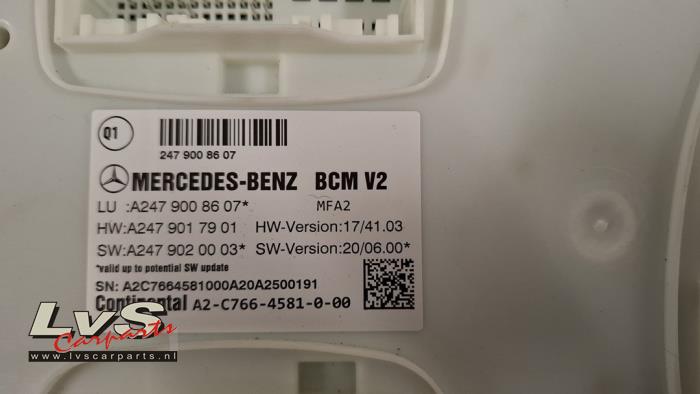 Q1
247 900 86 07
MERCEDES-BENZ BCM V2
LU :A247 900 86 07* MFA2
HW:A247 901 79 01 HW-Version:17/41.03
SW:A247 902 00 03* SW-Version:20/06.00*
*valid up to potential SW update
SN: A2C7664581000A20A2500191
Continental A2-C766-4581-0-00
LvS
Carparts
www.lvscarparts.nl